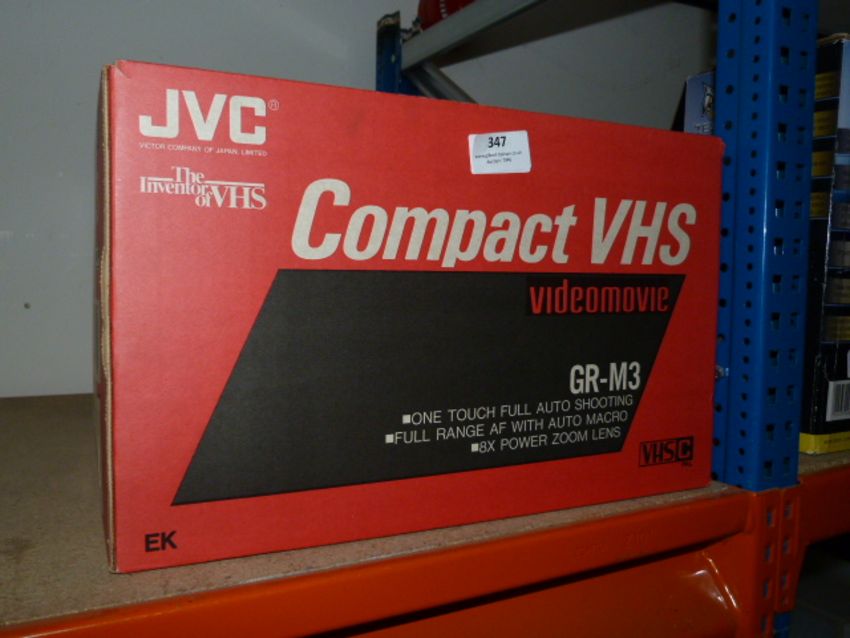 JVC®
VICTOR COMPANY OF JAPAN, LIMITED
The
Inventor
of VHS
347
Compact VHS
videomovie
GR-M3
■ONE TOUCH FULL AUTO SHOOTING
■FULL RANGE AF WITH AUTO MACRO
■8X POWER ZOOM LENS
VHS C
PAL
EK